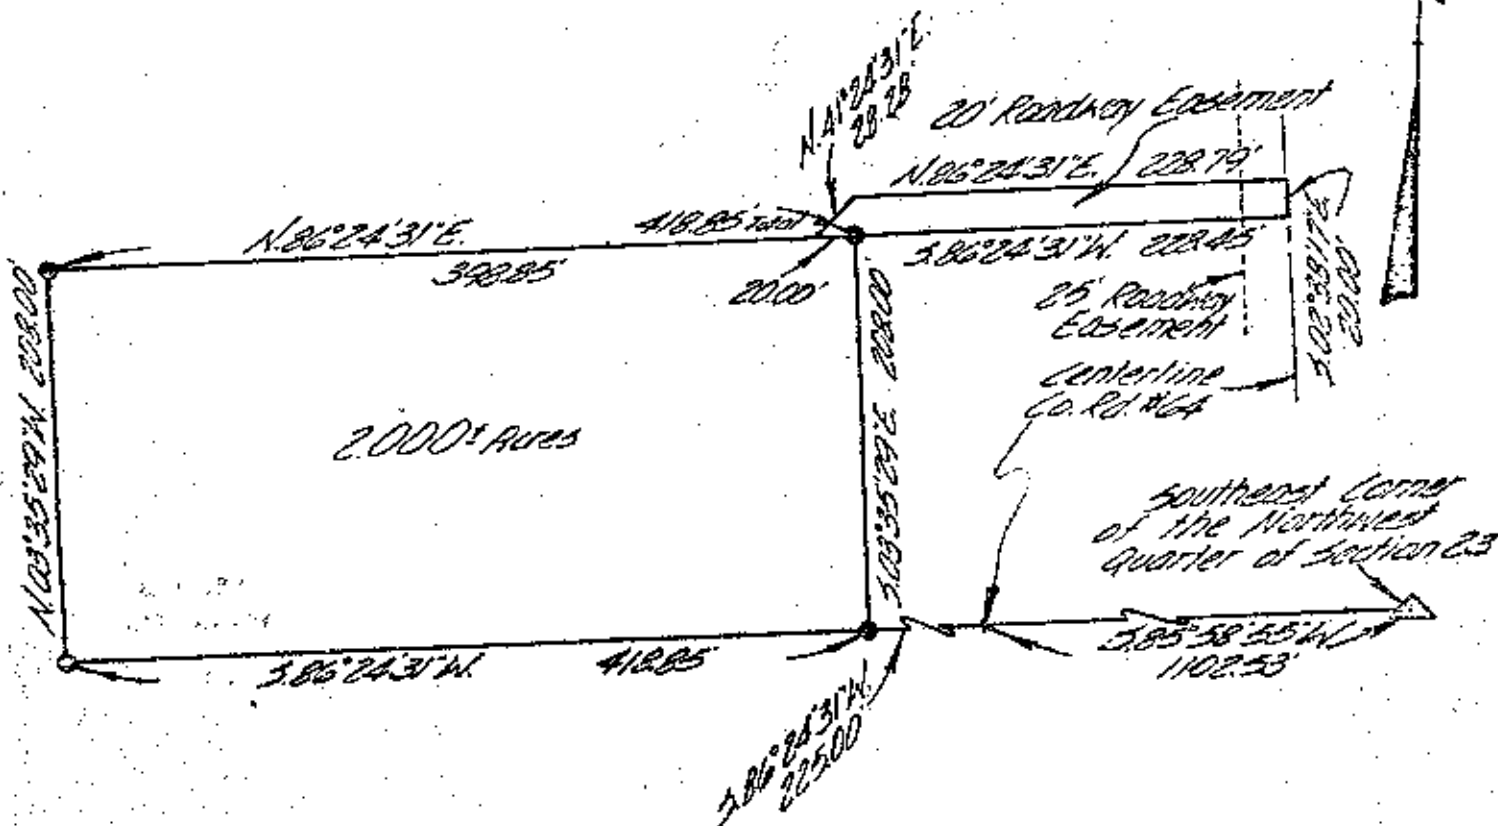 N.41°24'31"E.
28.28'
20' Roadway Easement
N.86°24'31"E. 228.79'
N.86°24'31"E.
418.85' Total
398.85'
20.00'
S.86°24'31"W. 228.45'
25' Roadway
Easement
S.02°39'17"E.
20.00'
Centerline
Co. Rd. #64
N.03°35'29"W. 208.00'
2.000± Acres
S.03°35'29"E. 208.00'
Southeast Corner
of the Northwest
Quarter of Section 23
S.86°24'31"W. 418.85'
S.85°58'55"W.
1102.53'
S.86°24'31"W.
225.00'